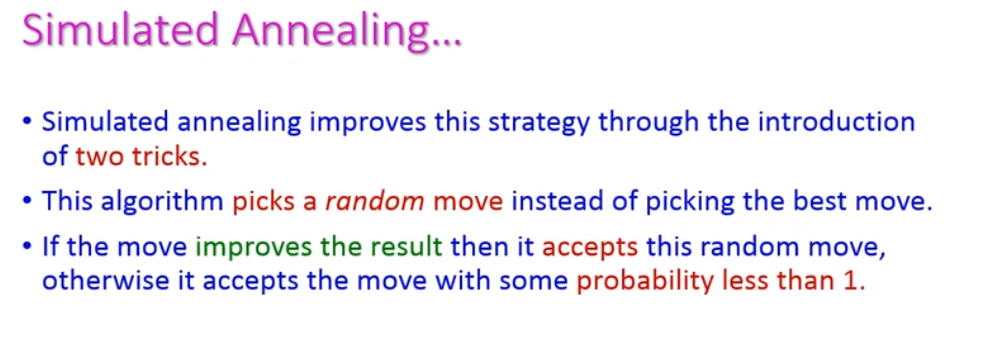 Simulated Annealing...
• Simulated annealing improves this strategy through the introduction
of two tricks.
• This algorithm picks a random move instead of picking the best move.
• If the move improves the result then it accepts this random move,
otherwise it accepts the move with some probability less than 1.